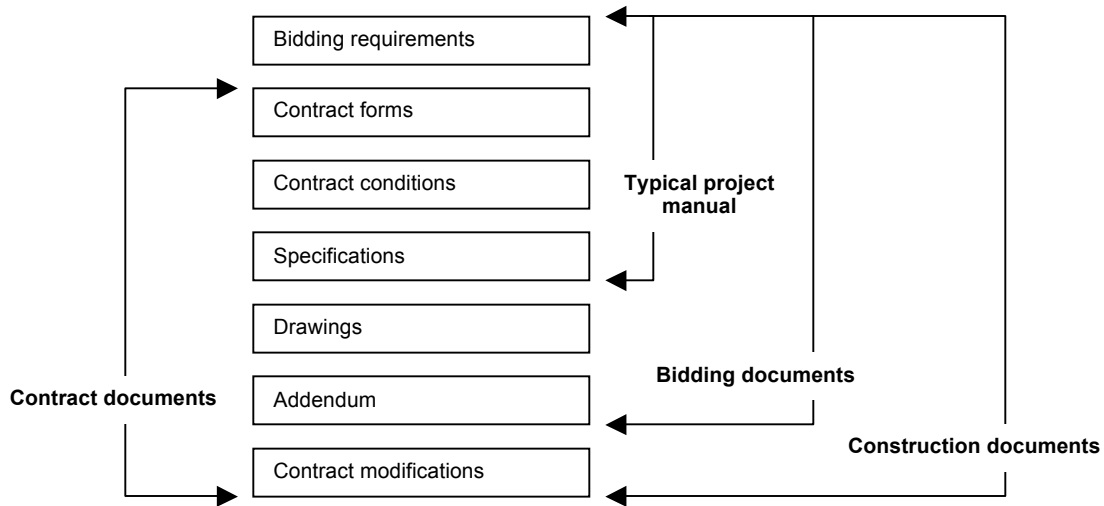 Bidding requirements
Contract forms
Contract conditions
Typical project
manual
Specifications
Drawings
Bidding documents
Contract documents
Addendum
Construction documents
Contract modifications